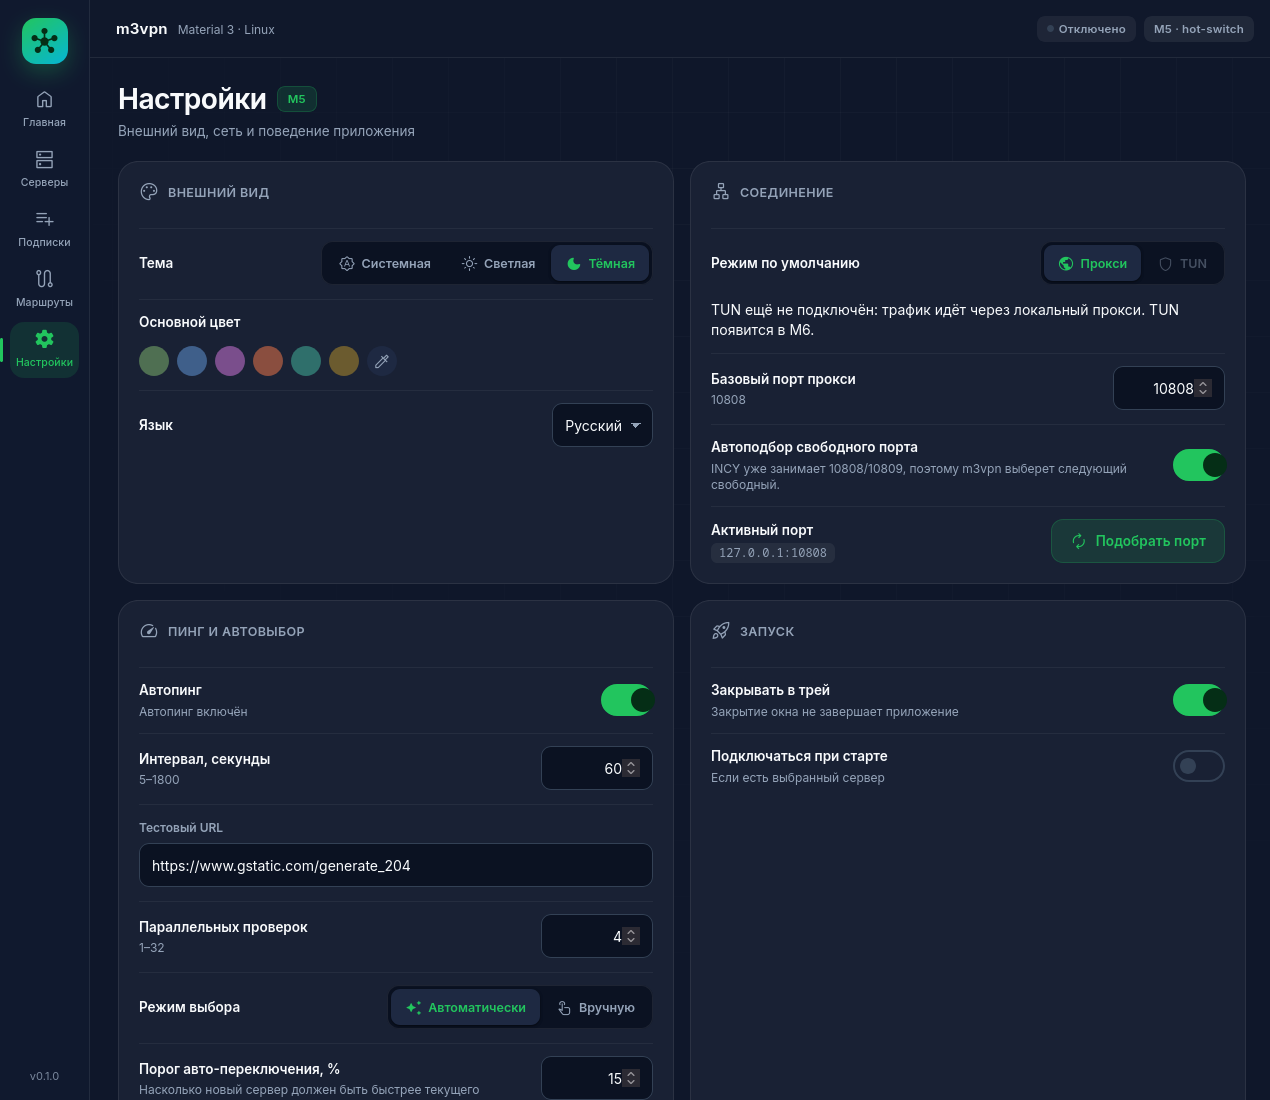 m3vpn Material 3 · Linux
Отключено
M5 · hot-switch
Главная
Серверы
Подписки
Маршруты
Настройки
v0.1.0
Настройки M5
Внешний вид, сеть и поведение приложения
ВНЕШНИЙ ВИД
Тема
Системная Светлая Тёмная
Основной цвет
Язык
Русский
СОЕДИНЕНИЕ
Режим по умолчанию
Прокси TUN
TUN ещё не подключён: трафик идёт через локальный прокси. TUN
появится в M6.
Базовый порт прокси
10808
10808
Автоподбор свободного порта
INCY уже занимает 10808/10809, поэтому m3vpn выберет следующий
свободный.
Активный порт
127.0.0.1:10808
Подобрать порт
ПИНГ И АВТОВЫБОР
Автопинг
Автопинг включён
Интервал, секунды
5–1800
60
Тестовый URL
https://www.gstatic.com/generate_204
Параллельных проверок
1–32
4
Режим выбора
Автоматически Вручную
Порог авто-переключения, %
Насколько новый сервер должен быть быстрее текущего
15
ЗАПУСК
Закрывать в трей
Закрытие окна не завершает приложение
Подключаться при старте
Если есть выбранный сервер